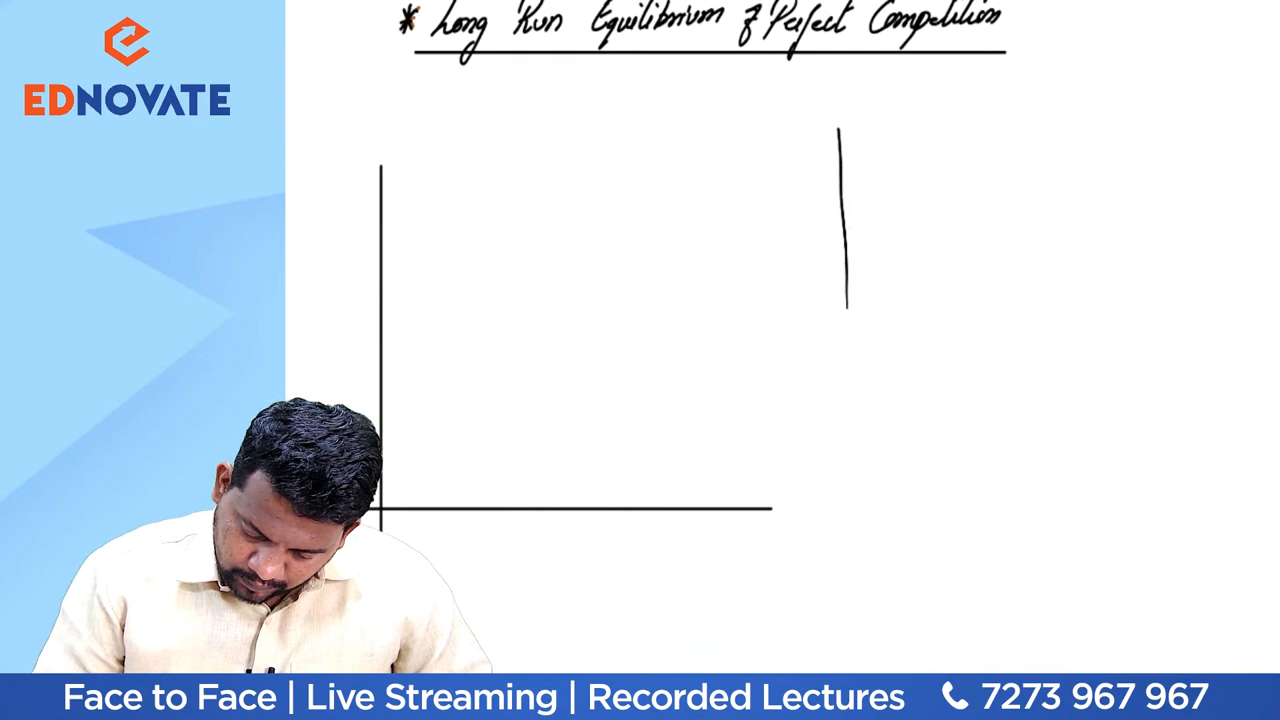 * Long Run Equilibrium of Perfect Competition
EDNOVATE
Face to Face | Live Streaming | Recorded Lectures 7273 967 967